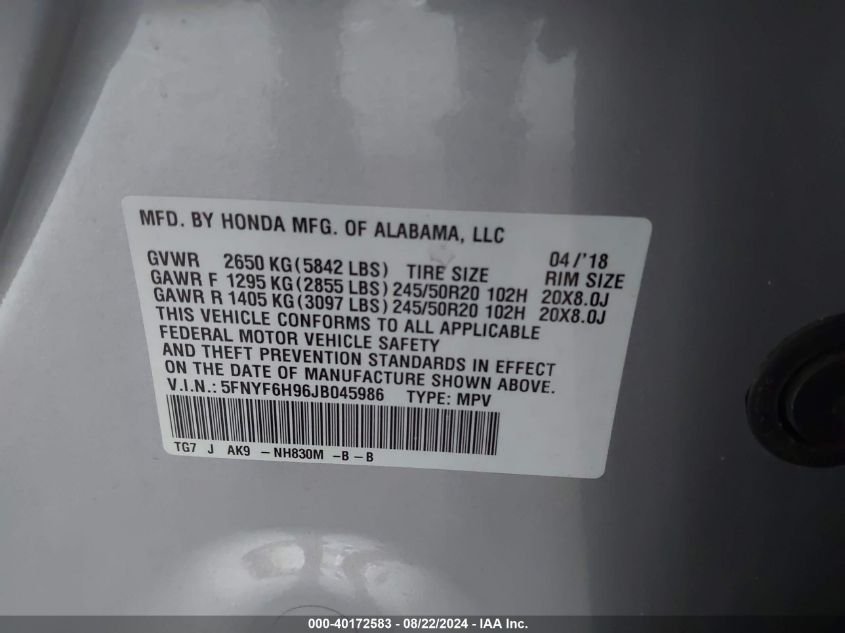 MFD. BY HONDA MFG. OF ALABAMA, LLC
GVWR 2650 KG(5842 LBS) TIRE SIZE 04/'18 RIM SIZE
GAWR F 1295 KG(2855 LBS) 245/50R20 102H 20X8.0J
GAWR R 1405 KG(3097 LBS) 245/50R20 102H 20X8.0J
THIS VEHICLE CONFORMS TO ALL APPLICABLE
FEDERAL MOTOR VEHICLE SAFETY
AND THEFT PREVENTION STANDARDS IN EFFECT
ON THE DATE OF MANUFACTURE SHOWN ABOVE.
V.I.N.: 5FNYF6H96JB045986 TYPE: MPV
TG7 J AK9 -NH830M -B-B
000-40172583 - 08/22/2024 - IAA Inc.